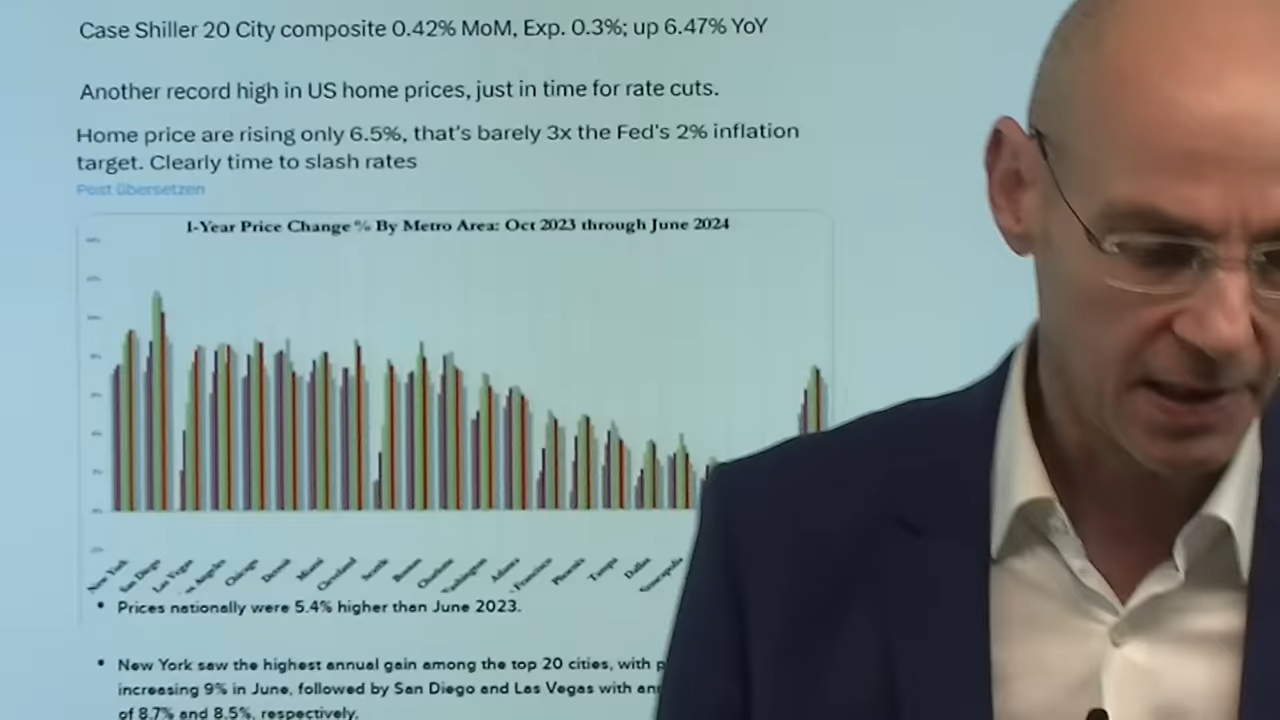 Case Shiller 20 City composite 0.42% MoM, Exp. 0.3%; up 6.47% YoY
Another record high in US home prices, just in time for rate cuts.
Home price are rising only 6.5%, that's barely 3x the Fed's 2% inflation
target. Clearly time to slash rates
Post übersetzen
1-Year Price Change % By Metro Area: Oct 2023 through June 2024
New York San Diego Las Vegas Chicago Detroit Miami Cleveland Seattle Boston Charlotte Washington Atlanta Francisco Phoenix Tampa Dallas
• Prices nationally were 5.4% higher than June 2023.
• New York saw the highest annual gain among the top 20 cities, with
increasing 9% in June, followed by San Diego and Las Vegas with
of 8.7% and 8.5%, respectively.